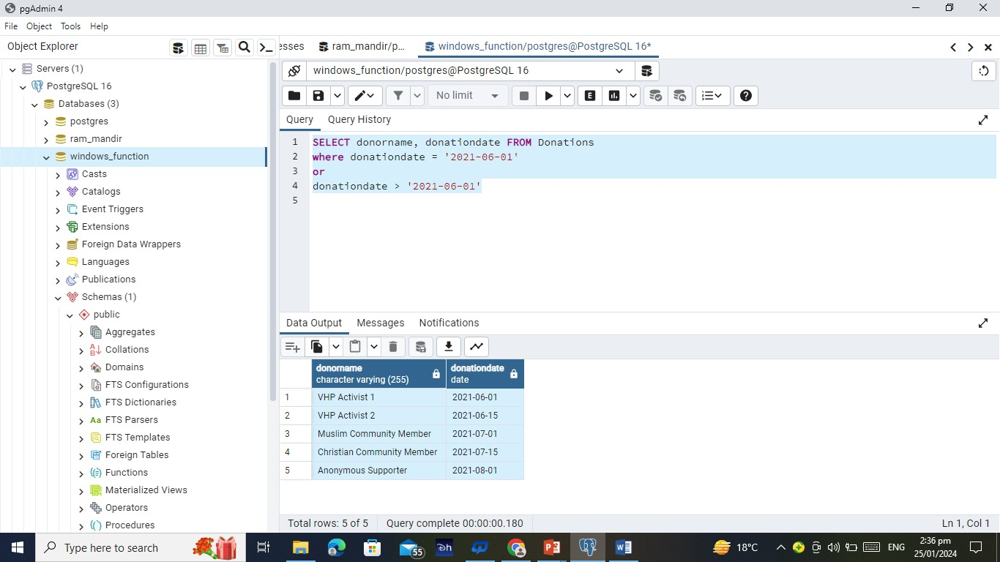 pgAdmin 4
File Object Tools Help
Object Explorer
esses
ram_mandir/p...
windows_function/postgres@PostgreSQL 16*
Servers (1)
PostgreSQL 16
Databases (3)
postgres
ram_mandir
windows_function
Casts
Catalogs
Event Triggers
Extensions
Foreign Data Wrappers
Languages
Publications
Schemas (1)
public
Aggregates
Collations
Domains
FTS Configurations
FTS Dictionaries
Aa FTS Parsers
FTS Templates
Foreign Tables
Functions
Materialized Views
Operators
Procedures
windows_function/postgres@PostgreSQL 16
No limit
E
Query Query History
1 SELECT donorname, donationdate FROM Donations
2 where donationdate = '2021-06-01'
3 or
4 donationdate > '2021-06-01'
5
Data Output Messages Notifications
donorname donationdate
character varying (255) date
1 VHP Activist 1 2021-06-01
2 VHP Activist 2 2021-06-15
3 Muslim Community Member 2021-07-01
4 Christian Community Member 2021-07-15
5 Anonymous Supporter 2021-08-01
Total rows: 5 of 5 Query complete 00:00:00.180 Ln 1, Col 1
Type here to search
55
Dh
18°C
ENG
2:36 pm
25/01/2024